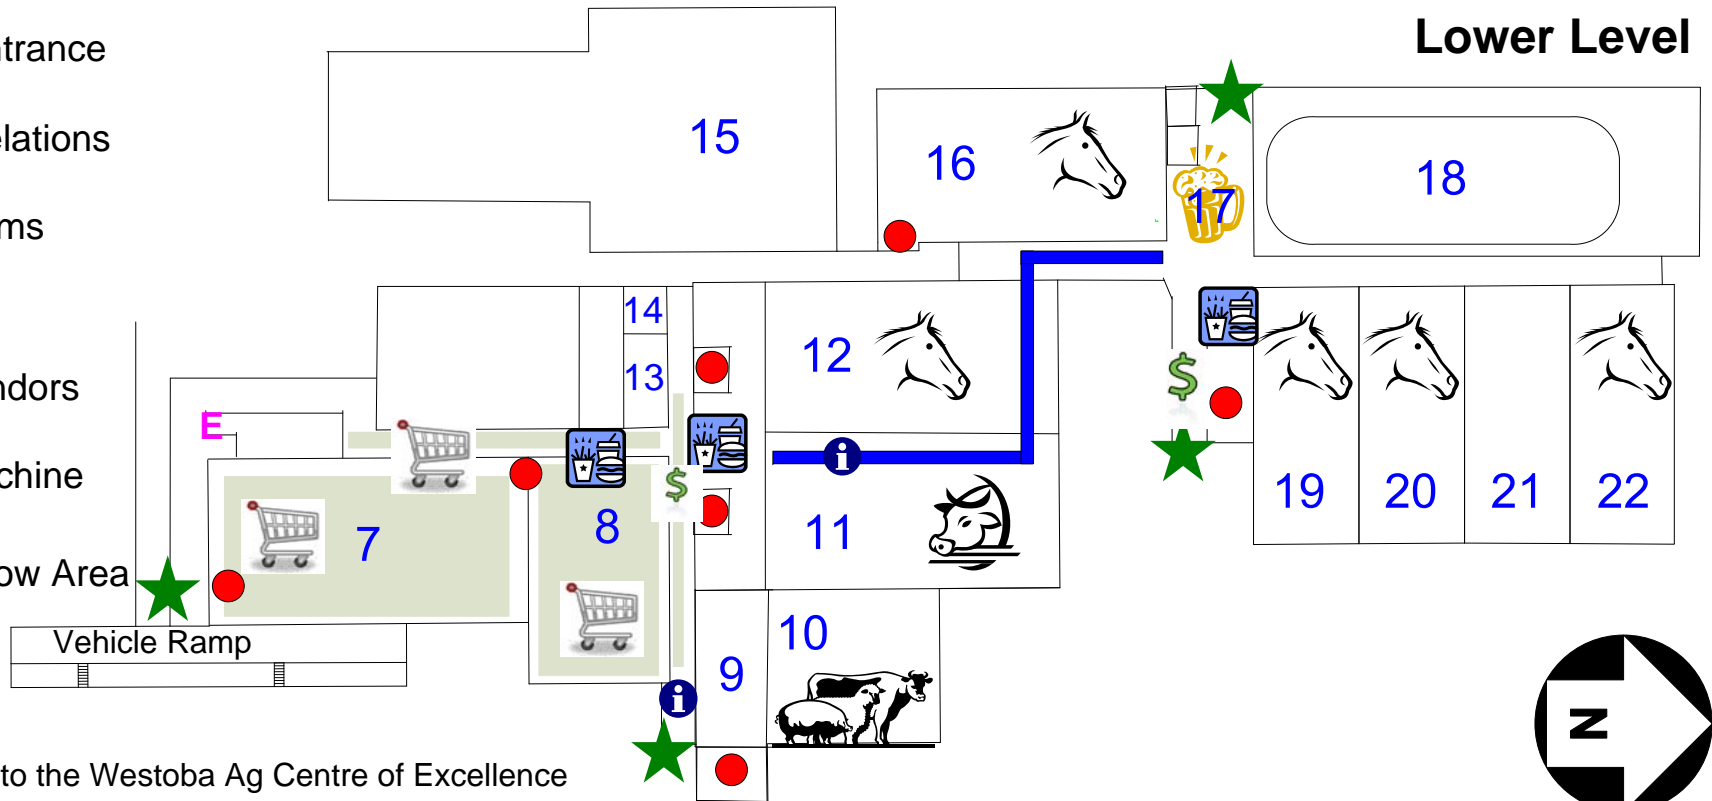 Lower Level
ntrance
elations
ms
ndors
chine
ow Area
to the Westoba Ag Centre of Excellence
Vehicle Ramp
E
15
16
17
18
14
13
12
11
10
9
8
7
19
20
21
22
$
$
i
i
N